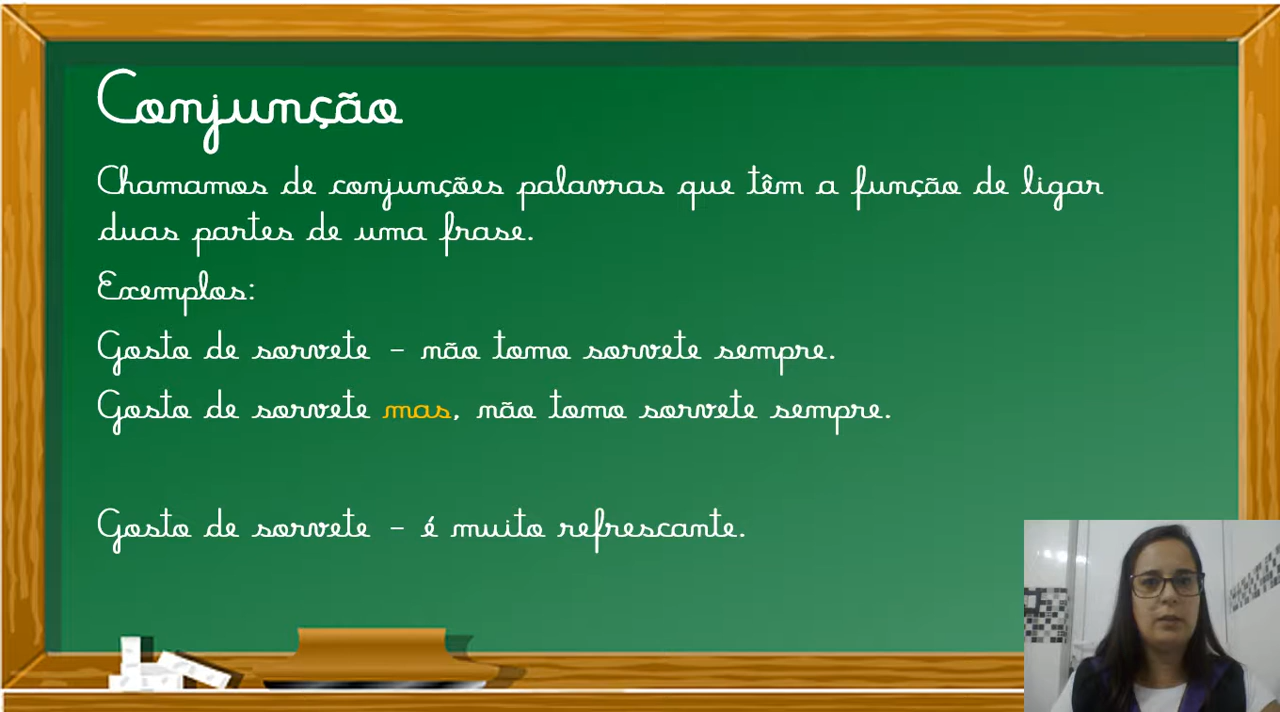 Conjunção
Chamamos de conjunções palavras que têm a função de ligar
duas partes de uma frase.
Exemplos:
Gosto de sorvete - não tomo sorvete sempre.
Gosto de sorvete mas, não tomo sorvete sempre.
Gosto de sorvete - é muito refrescante.